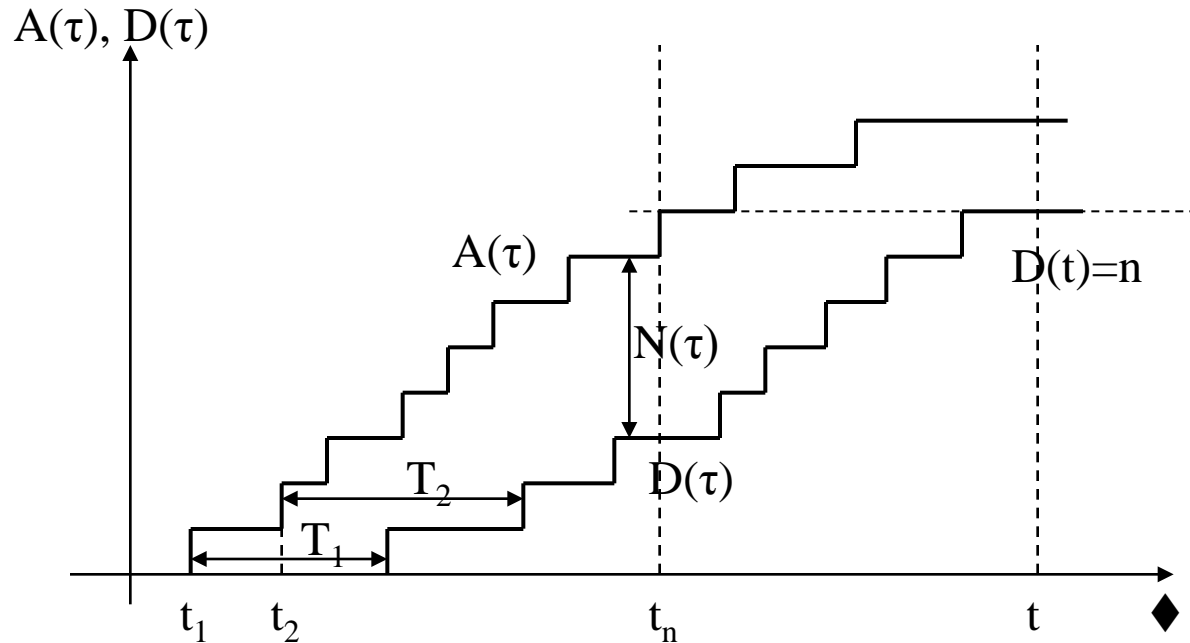 A(τ), D(τ)
A(τ)
D(t)=n
N(τ)
T₂
D(τ)
T₁
t₁ t₂ tₙ t ♦